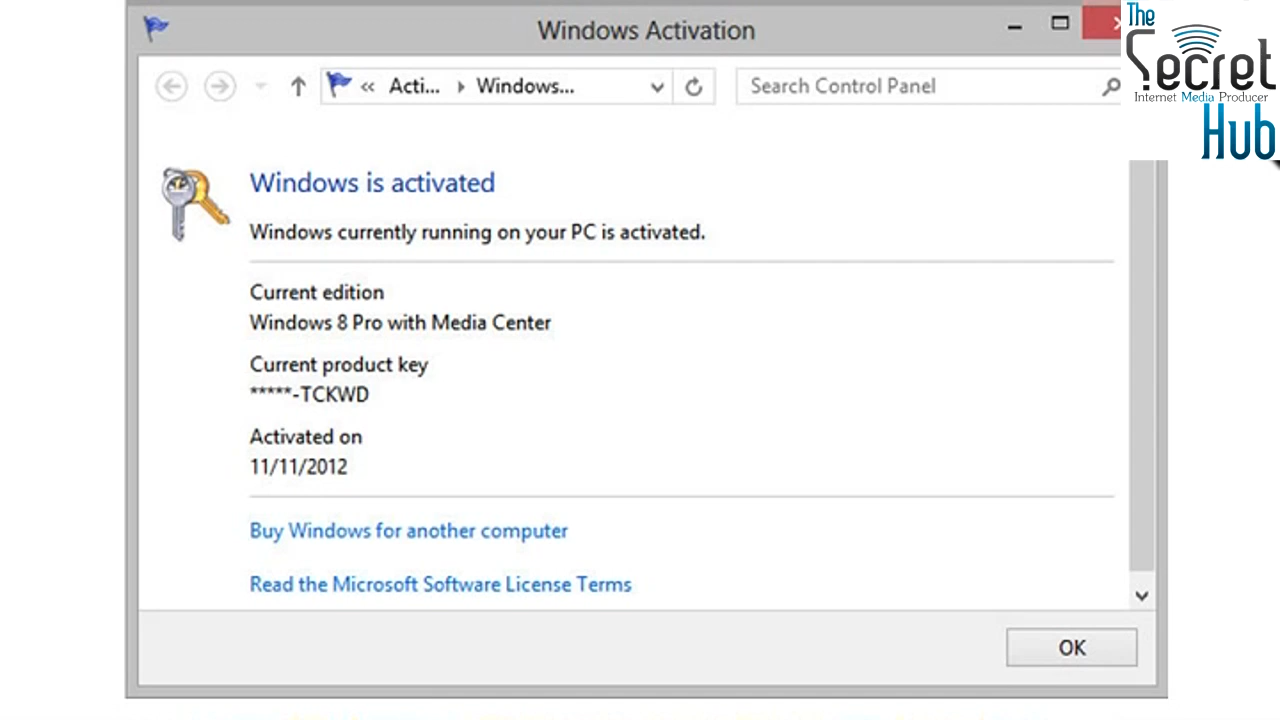 Windows Activation
« Acti... Windows...
Search Control Panel
The
Secret
Internet Media Producer
Hub
Windows is activated
Windows currently running on your PC is activated.
Current edition
Windows 8 Pro with Media Center
Current product key
*****-TCKWD
Activated on
11/11/2012
Buy Windows for another computer
Read the Microsoft Software License Terms
OK